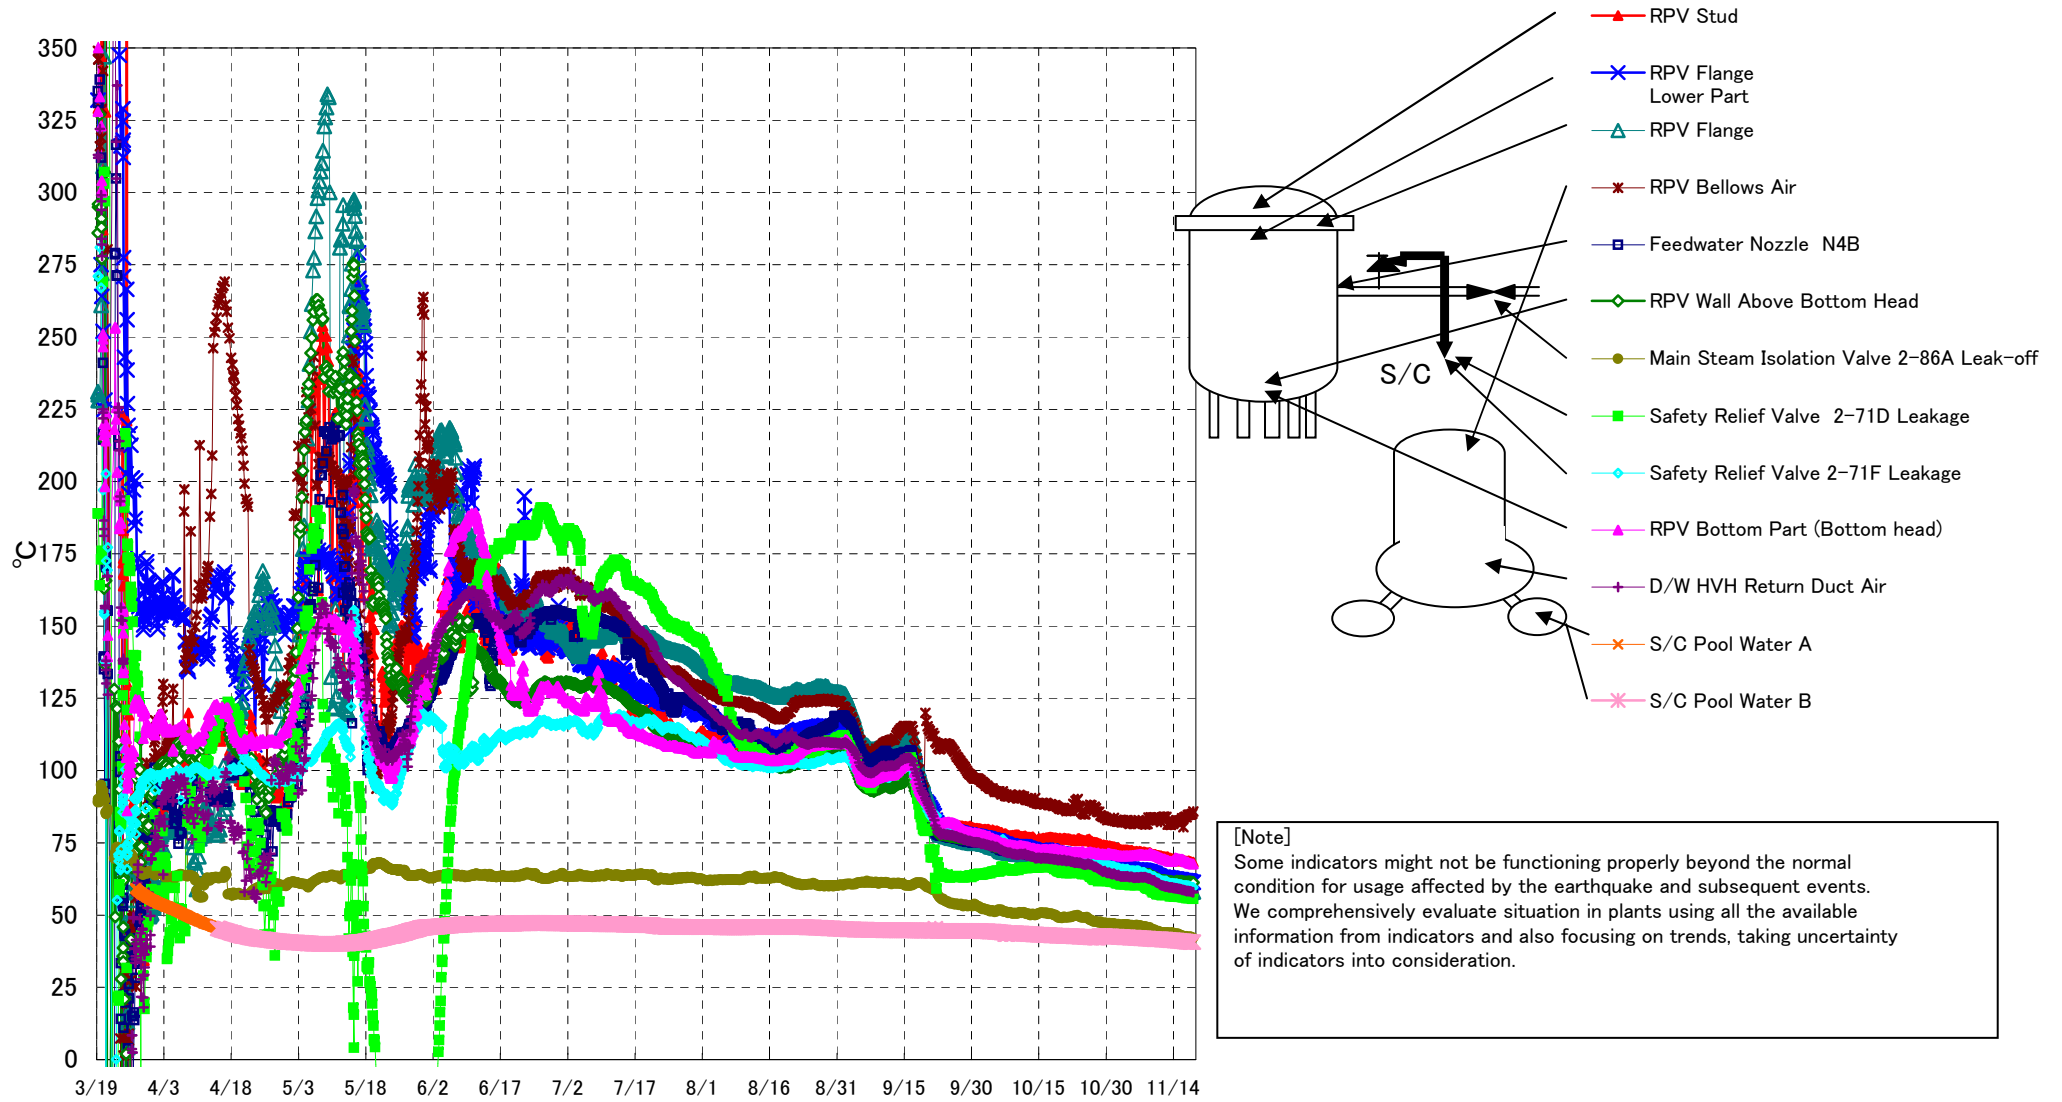 350
325
300
275
250
225
200
175
150
125
100
75
50
25
0
℃
3/19 4/3 4/18 5/3 5/18 6/2 6/17 7/2 7/17 8/1 8/16 8/31 9/15 9/30 10/15 10/30 11/14
RPV Stud
RPV Flange
Lower Part
RPV Flange
RPV Bellows Air
Feedwater Nozzle N4B
RPV Wall Above Bottom Head
Main Steam Isolation Valve 2-86A Leak-off
Safety Relief Valve 2-71D Leakage
Safety Relief Valve 2-71F Leakage
RPV Bottom Part (Bottom head)
D/W HVH Return Duct Air
S/C Pool Water A
S/C Pool Water B
S/C
[Note]
Some indicators might not be functioning properly beyond the normal
condition for usage affected by the earthquake and subsequent events.
We comprehensively evaluate situation in plants using all the available
information from indicators and also focusing on trends, taking uncertainty
of indicators into consideration.